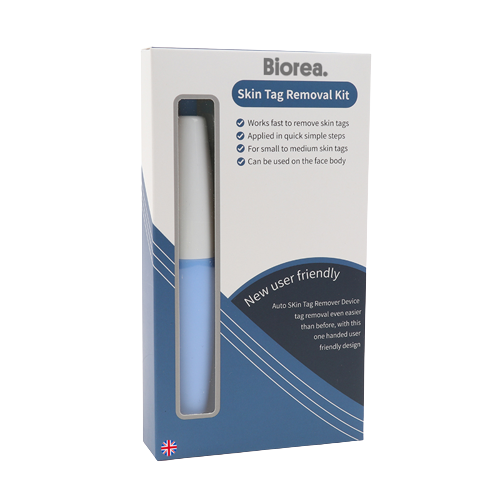 Biorea.
Skin Tag Removal Kit
Works fast to remove skin tags
Applied in quick simple steps
For small to medium skin tags
Can be used on the face body
New user friendly
Auto SKin Tag Remover Device
tag removal even easier
than before, with this
one handed user
friendly design